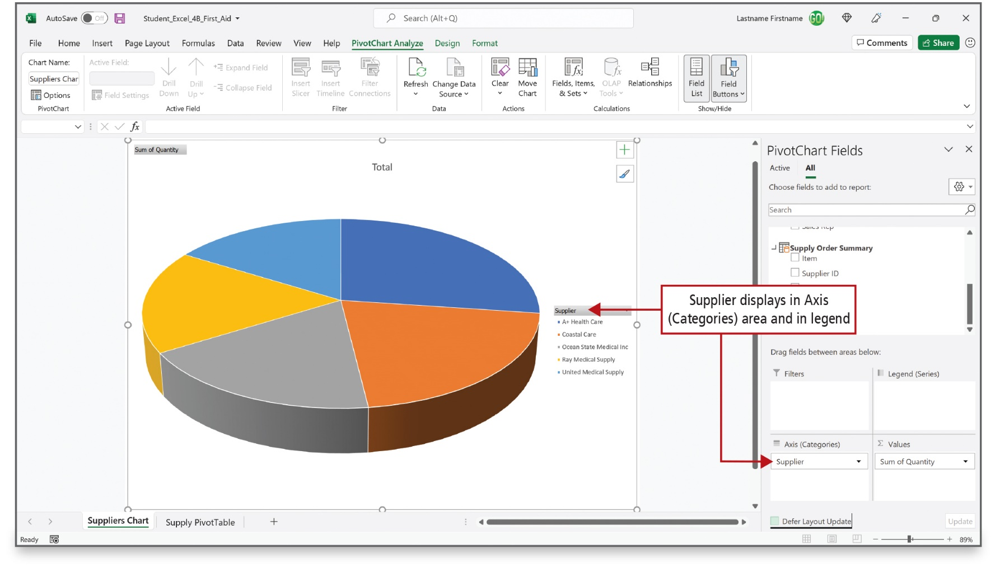 AutoSave Off Student_Excel_4B_First_Aid Search (Alt+Q) Lastname Firstname GO
File Home Insert Page Layout Formulas Data Review View Help PivotChart Analyze Design Format Comments Share
Chart Name:
Suppliers Char
Options
PivotChart
Active Field:
Field Settings
Drill
Down
Drill
Up
Expand Field
Collapse Field
Active Field
Insert
Slicer
Insert
Timeline
Filter
Connections
Filter
Refresh
Change Data
Source
Data
Clear
Move
Chart
Actions
Fields, Items,
& Sets
OLAP
Tools
Relationships
Calculations
Field
List
Field
Buttons
Show/Hide
fx
Sum of Quantity
Total
Supplier
A+ Health Care
Coastal Care
Ocean State Medical Inc
Ray Medical Supply
United Medical Supply
Supplier displays in Axis
(Categories) area and in legend
PivotChart Fields
Active All
Choose fields to add to report:
Search
Sales Rep
Supply Order Summary
Item
Supplier ID
Drag fields between areas below:
Filters
Legend (Series)
Axis (Categories)
Σ Values
Supplier
Sum of Quantity
Defer Layout Update
Update
Suppliers Chart Supply PivotTable
Ready
89%